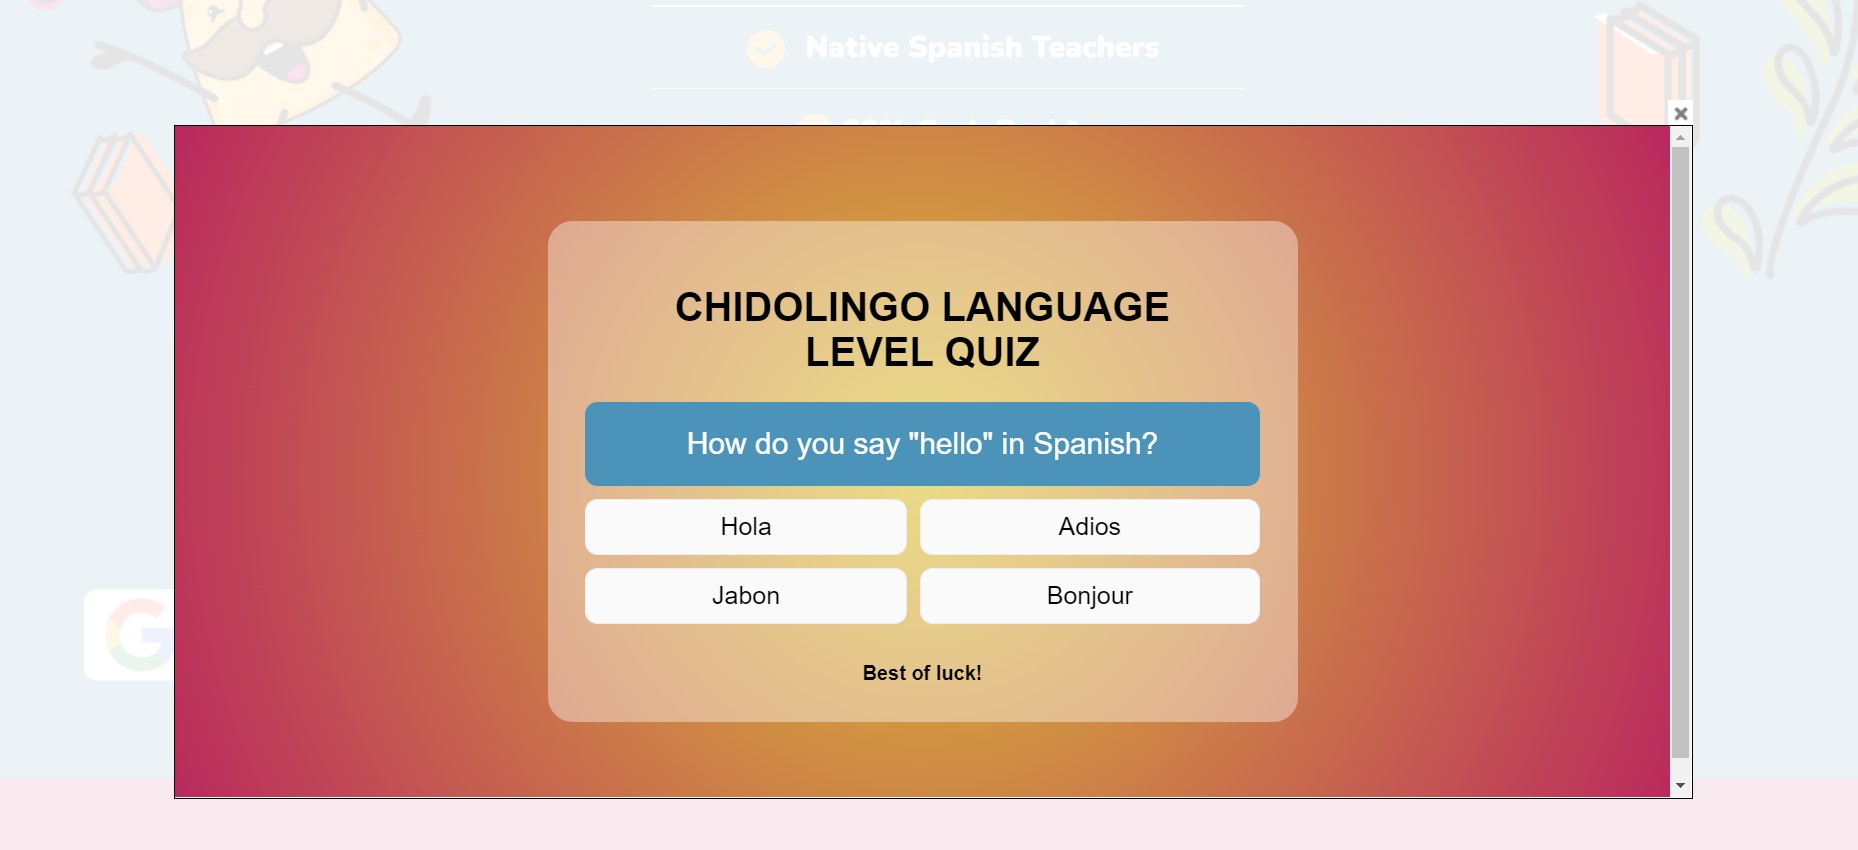 Native Spanish Teachers
CHIDOLINGO LANGUAGE
LEVEL QUIZ
How do you say "hello" in Spanish?
Hola
Adios
Jabon
Bonjour
Best of luck!